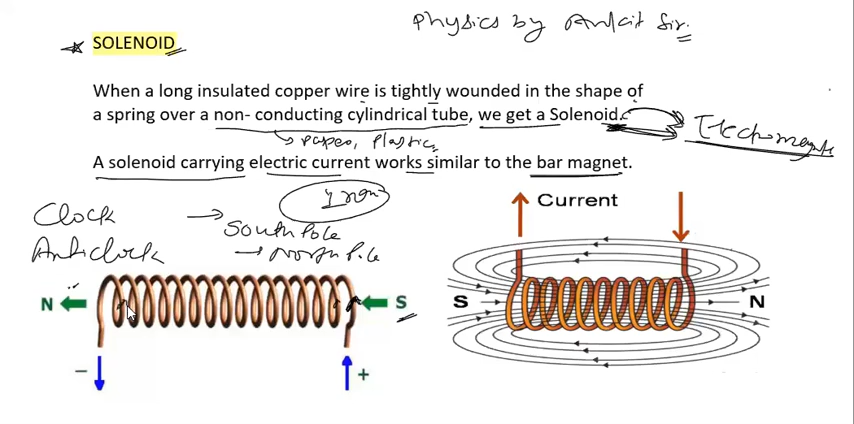 Physics by Ankit Sir
SOLENOID
When a long insulated copper wire is tightly wounded in the shape of
a spring over a non- conducting cylindrical tube, we get a Solenoid.
Electromagnets
paper, plastics
A solenoid carrying electric current works similar to the bar magnet.
Iron
Clock → South Pole
Anticlock → North Pole
Current
N S
S N
- +